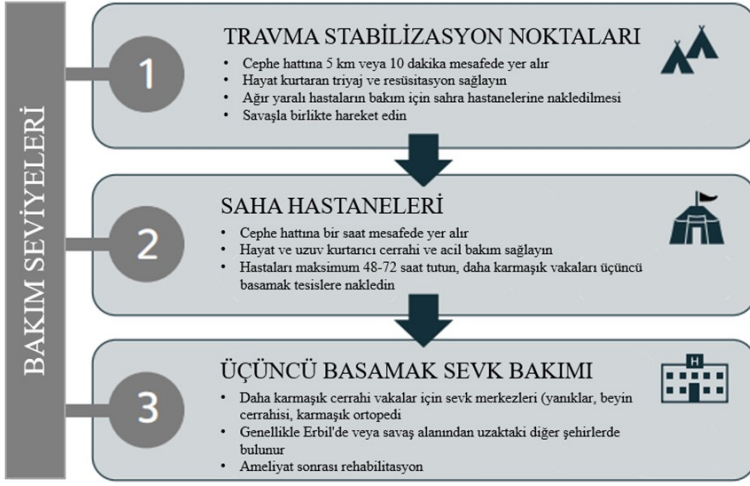 BAKIM SEVİYELERİ
1
TRAVMA STABİLİZASYON NOKTALARI
• Cephe hattına 5 km veya 10 dakika mesafede yer alır
• Hayat kurtaran triyaj ve resüsitasyon sağlayın
• Ağır yaralı hastaların bakım için sahra hastanelerine nakledilmesi
• Savaşla birlikte hareket edin
2
SAHA HASTANELERİ
• Cephe hattına bir saat mesafede yer alır
• Hayat ve uzuv kurtarıcı cerrahi ve acil bakım sağlayın
• Hastaları maksimum 48-72 saat tutun, daha karmaşık vakaları üçüncü
basamak tesislere nakledin
3
ÜÇÜNCÜ BASAMAK SEVK BAKIMI
H
• Daha karmaşık cerrahi vakalar için sevk merkezleri (yanıklar, beyin
cerrahisi, karmaşık ortopedi
• Genellikle Erbil'de veya savaş alanından uzaktaki diğer şehirlerde
bulunur
• Ameliyat sonrası rehabilitasyon